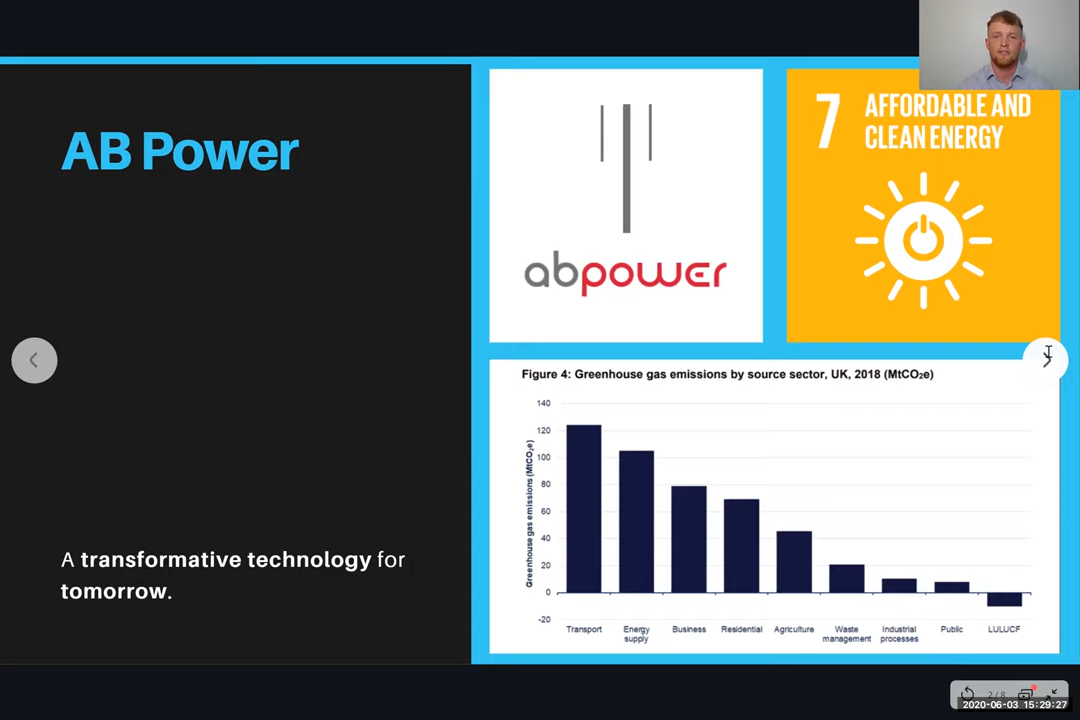 AB Power
A transformative technology for
tomorrow.
abpower
7 AFFORDABLE AND
CLEAN ENERGY
Figure 4: Greenhouse gas emissions by source sector, UK, 2018 (MtCO₂e)
Greenhouse gas emissions (MtCO₂e)
140
120
100
80
60
40
20
0
-20
Transport
Energy
supply
Business
Residential
Agriculture
Waste
management
Industrial
processes
Public
LULUCF
2 / 8
2020-06-03 15:29:27